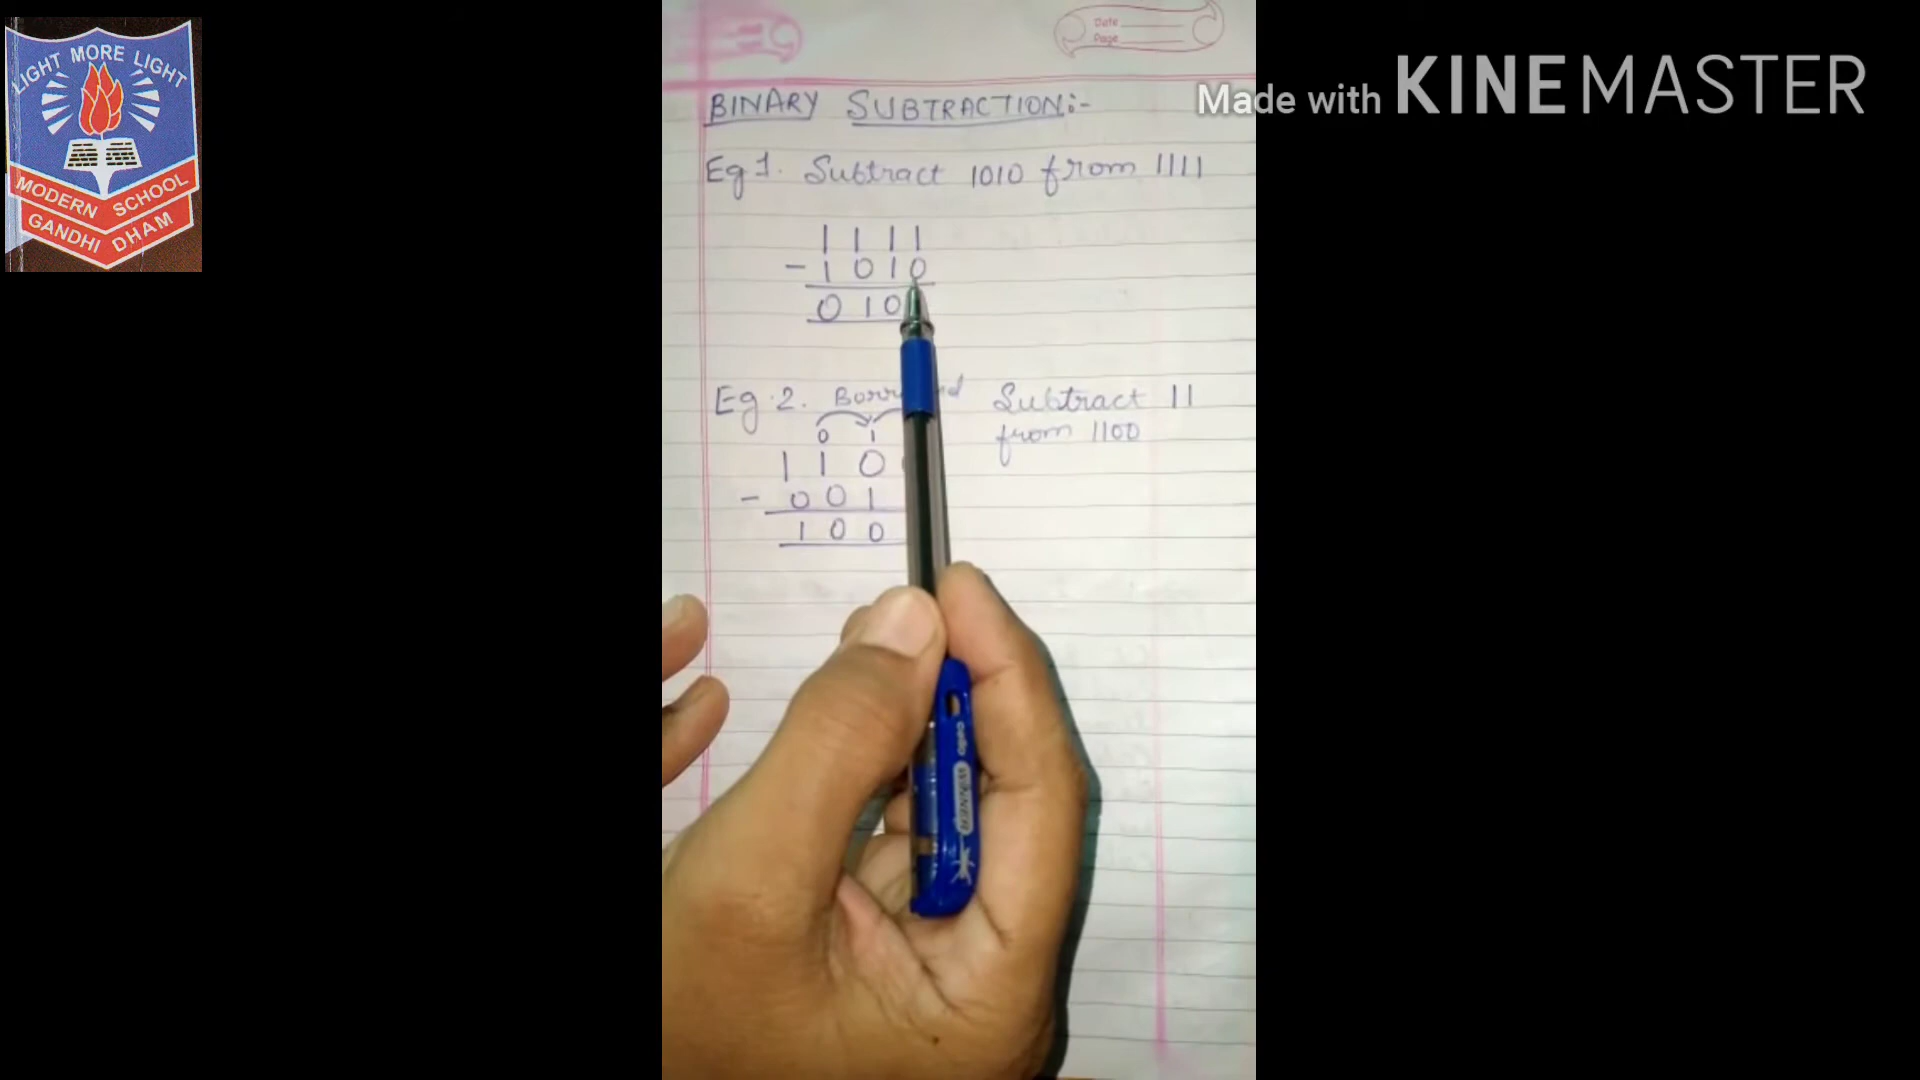 LIGHT MORE LIGHT
MODERN SCHOOL
GANDHI DHAM
Made with KINEMASTER
Date
Page
BINARY SUBTRACTION:-
Eg 1. Subtract 1010 from 1111
1 1 1 1
- 1 0 1 0
0 1 0
Eg.2. Subtract 11
from 1100
0 1
1 1 0
- 0 0 1
1 0 0
cello
WINNER